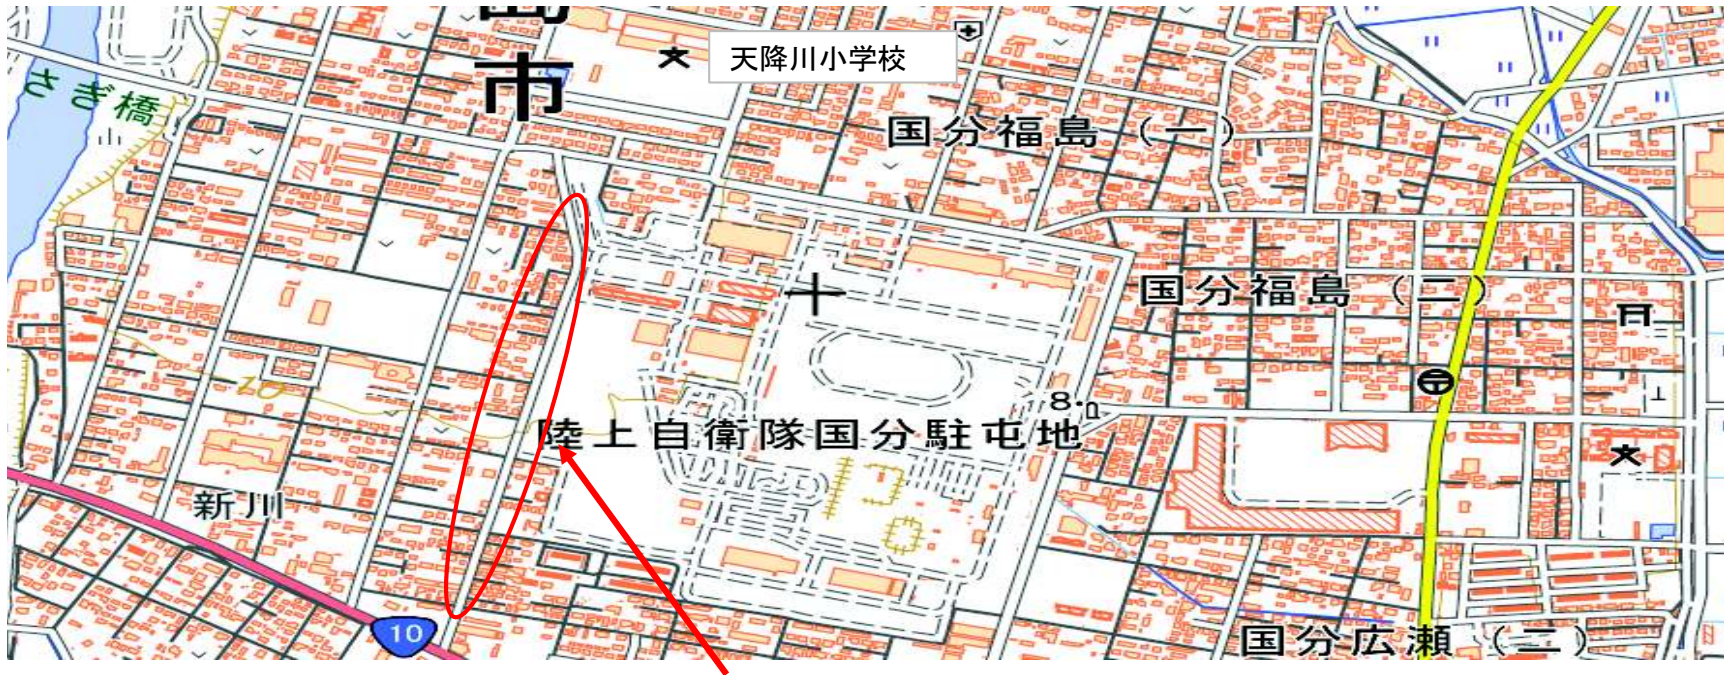 天降川小学校
市
さぎ橋
国分福島（一）
国分福島（二）
10
8
陸上自衛隊国分駐屯地
新川
10
国分広瀬（二）